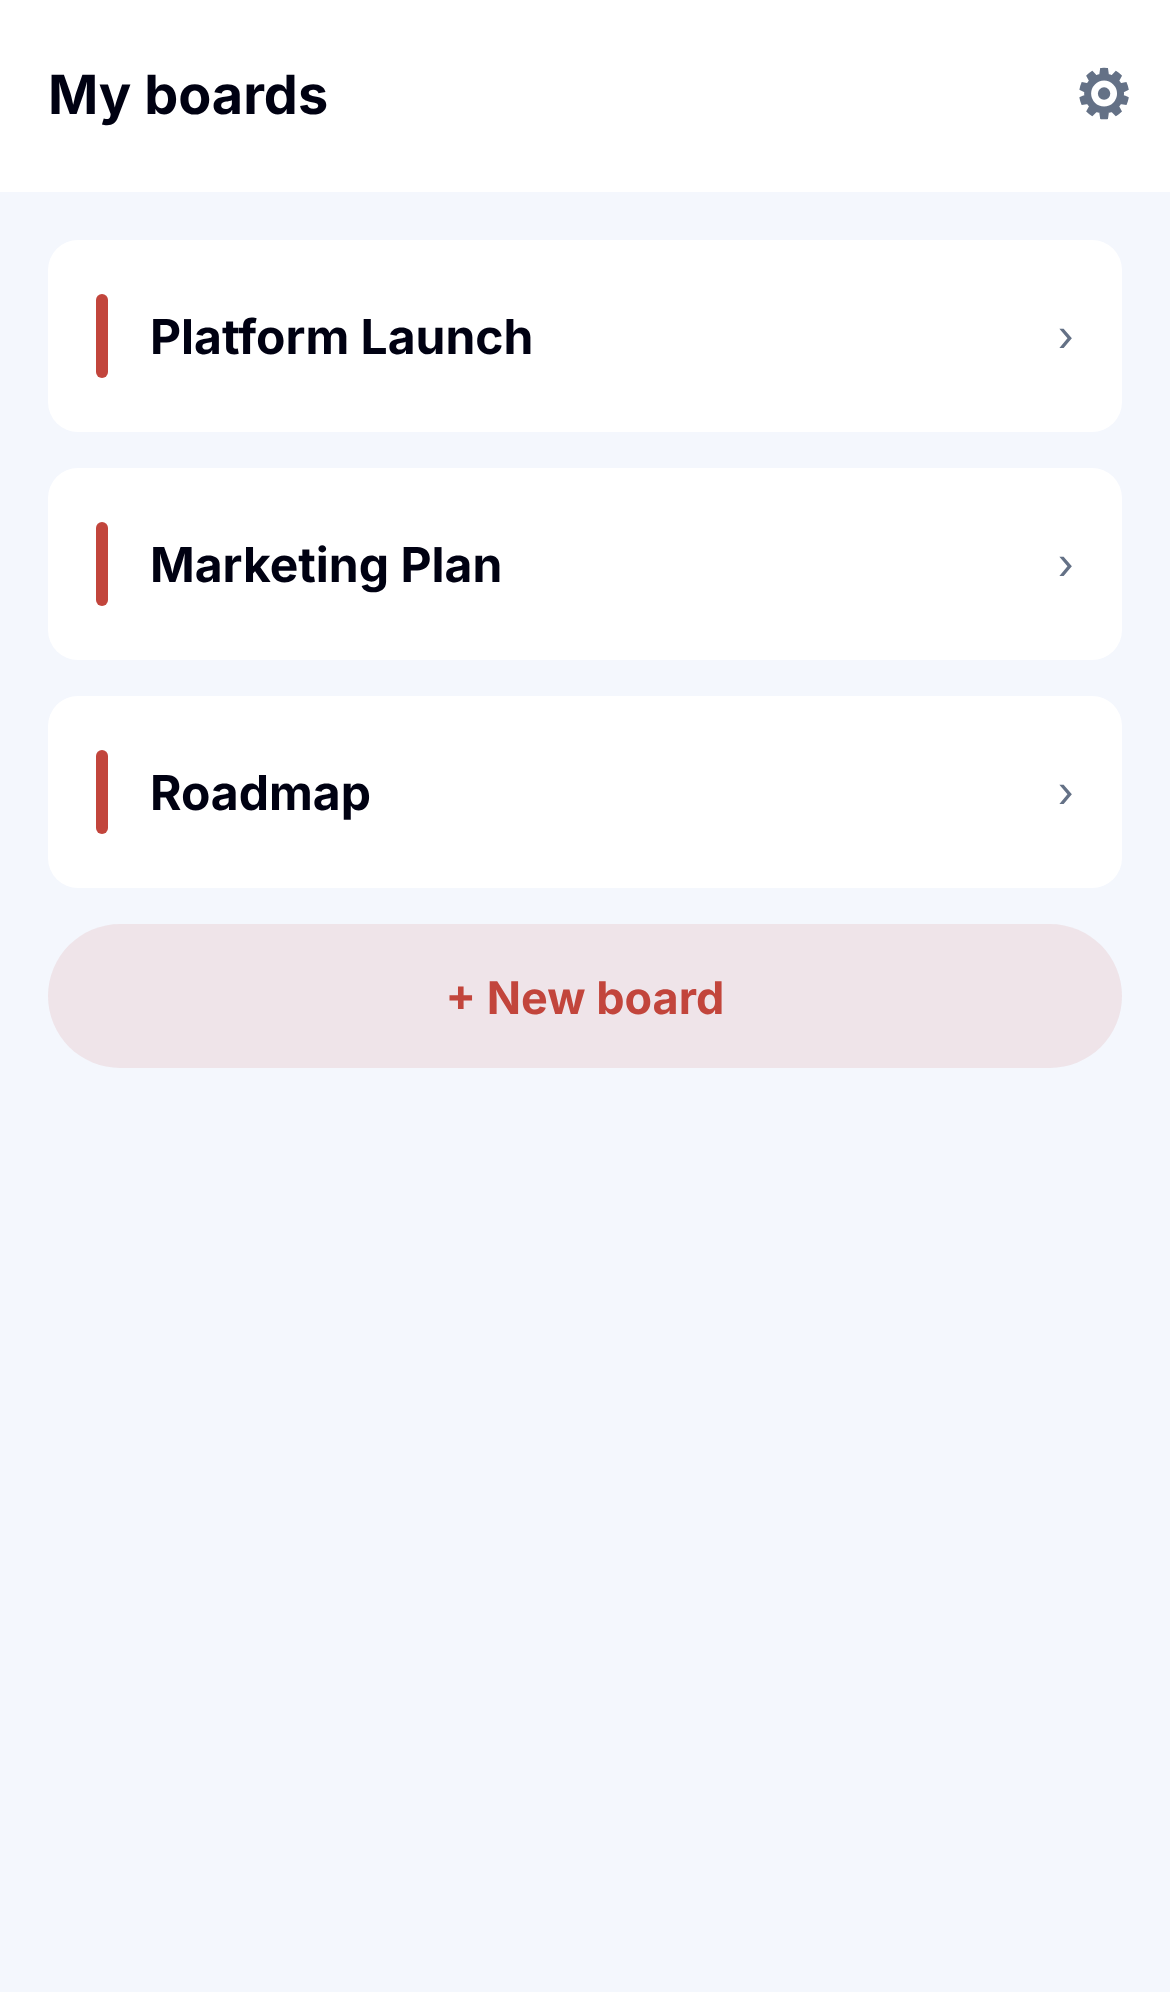 My boards
Platform Launch ›
Marketing Plan ›
Roadmap ›
+ New board